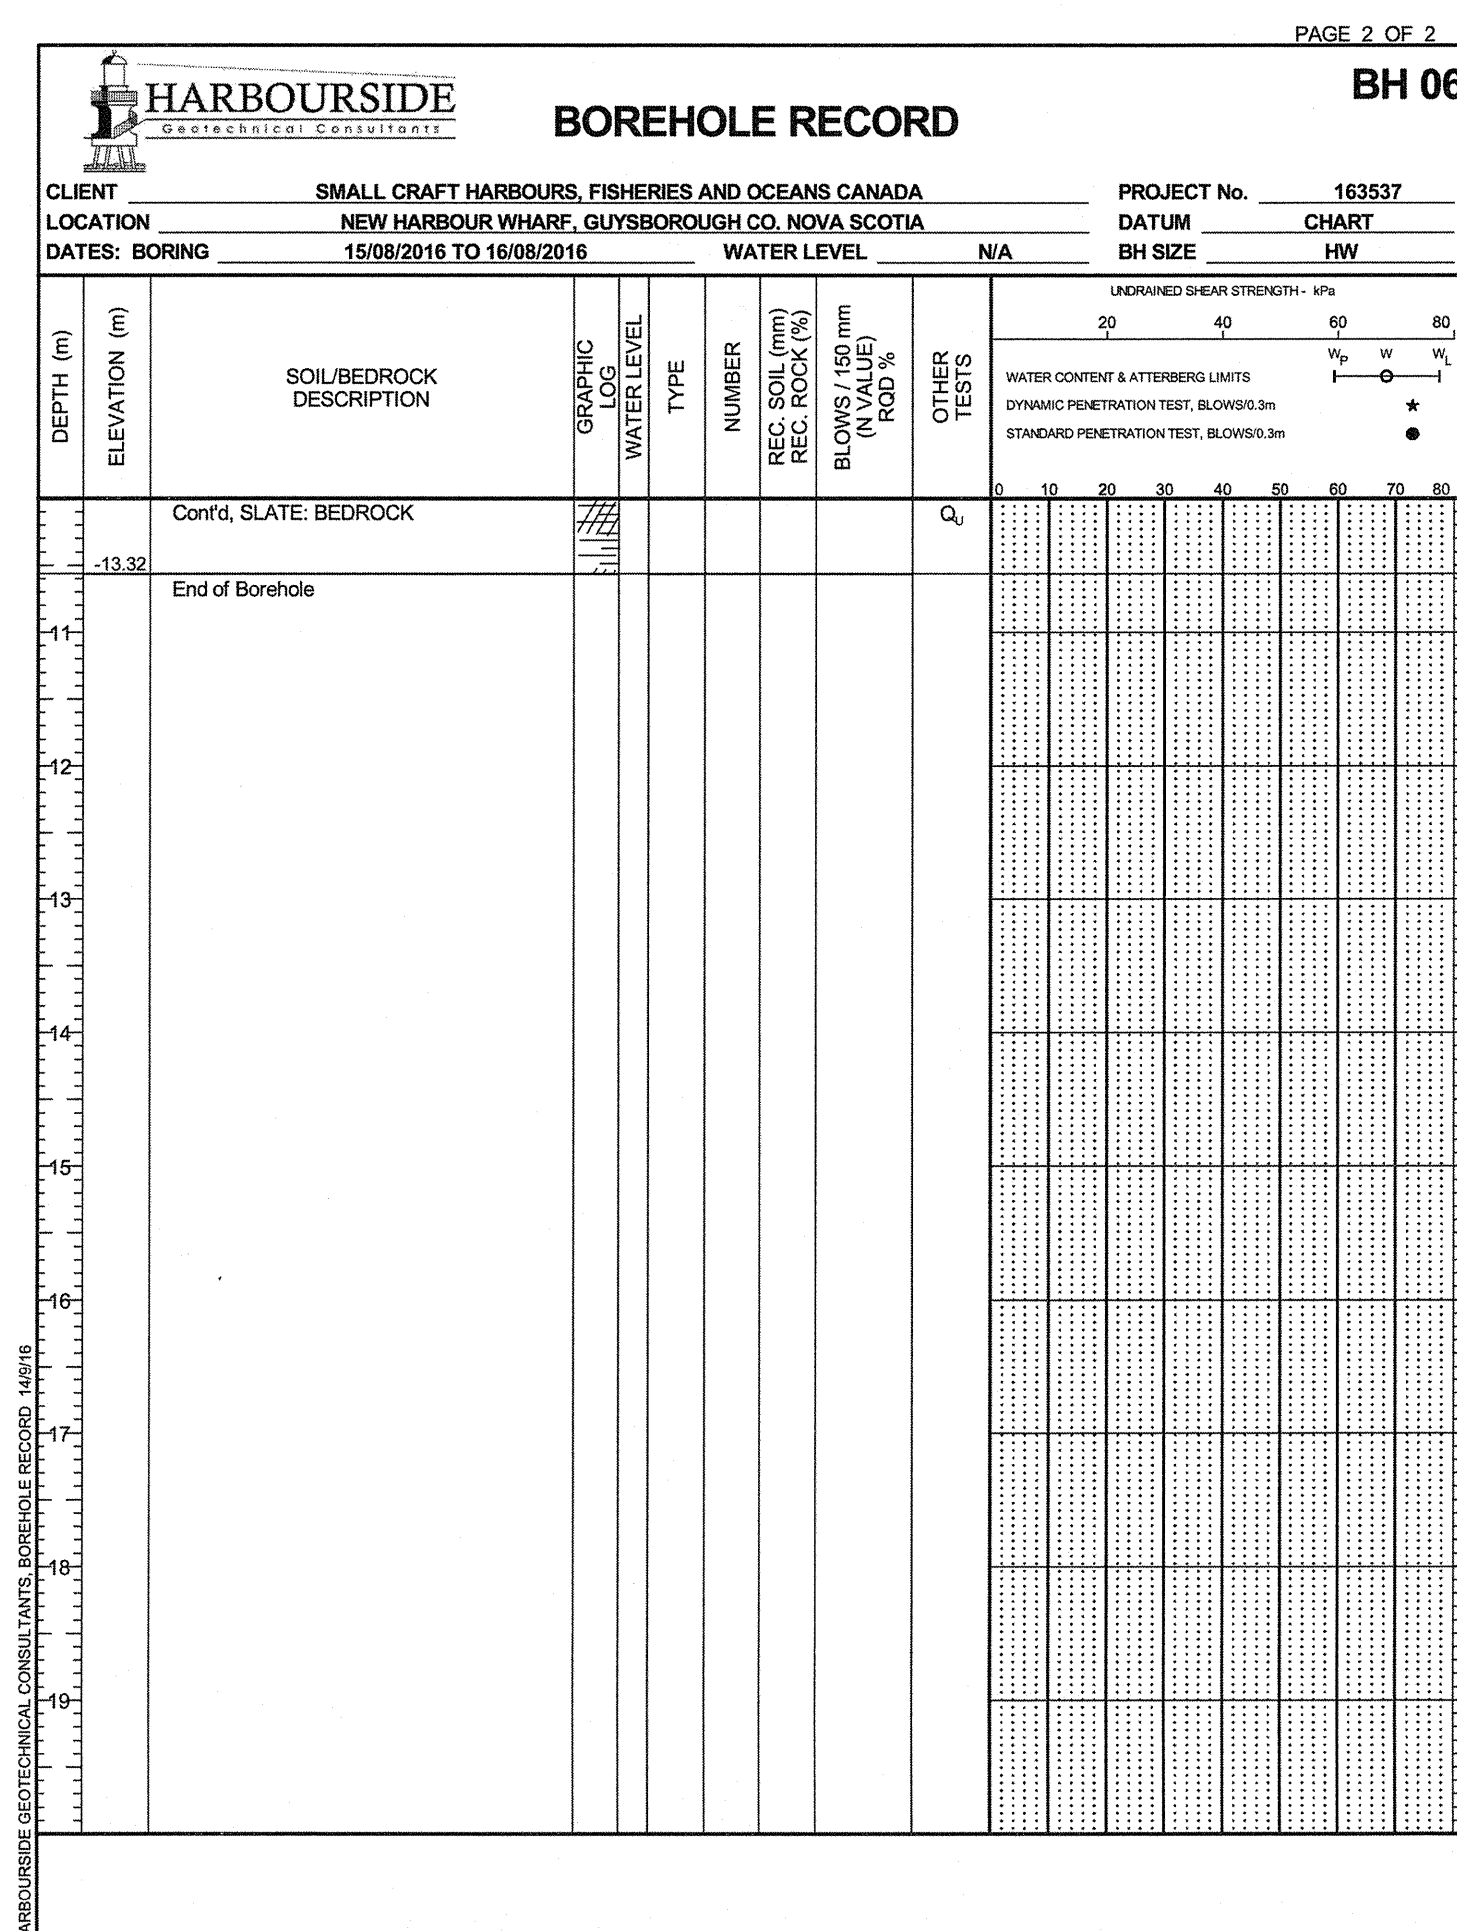 PAGE 2 OF 2
HARBOURSIDE
Geotechnical Consultants
BOREHOLE RECORD
BH 06
CLIENT SMALL CRAFT HARBOURS, FISHERIES AND OCEANS CANADA PROJECT No. 163537
LOCATION NEW HARBOUR WHARF, GUYSBOROUGH CO. NOVA SCOTIA DATUM CHART
DATES: BORING 15/08/2016 TO 16/08/2016 WATER LEVEL N/A BH SIZE HW
DEPTH (m)
ELEVATION (m)
SOIL/BEDROCK
DESCRIPTION
GRAPHIC
LOG
WATER LEVEL
TYPE
NUMBER
REC. SOIL (mm)
REC. ROCK (%)
BLOWS / 150 mm
(N VALUE)
RQD %
OTHER
TESTS
UNDRAINED SHEAR STRENGTH - kPa
20 40 60 80
WP W WL
WATER CONTENT & ATTERBERG LIMITS
DYNAMIC PENETRATION TEST, BLOWS/0.3m ★
STANDARD PENETRATION TEST, BLOWS/0.3m ●
0 10 20 30 40 50 60 70 80
Cont'd, SLATE: BEDROCK QU
-13.32
End of Borehole
11
12
13
14
15
16
17
18
19
ARBOURSIDE GEOTECHNICAL CONSULTANTS, BOREHOLE RECORD 14/9/16